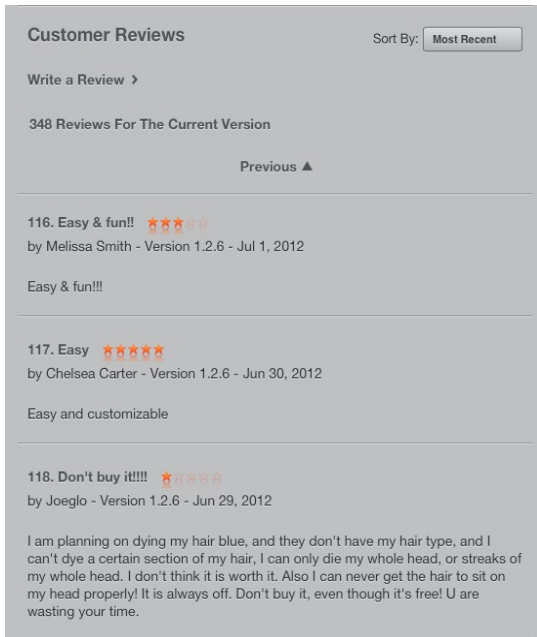 Customer Reviews
Sort By: Most Recent
Write a Review
348 Reviews For The Current Version
Previous ▲
116. Easy & fun!!
by Melissa Smith - Version 1.2.6 - Jul 1, 2012
Easy & fun!!!
117. Easy
by Chelsea Carter - Version 1.2.6 - Jun 30, 2012
Easy and customizable
118. Don't buy it!!!!
by Joeglo - Version 1.2.6 - Jun 29, 2012
I am planning on dying my hair blue, and they don't have my hair type, and I
can't dye a certain section of my hair, I can only die my whole head, or streaks of
my whole head. I don't think it is worth it. Also I can never get the hair to sit on
my head properly! It is always off. Don't buy it, even though it's free! U are
wasting your time.